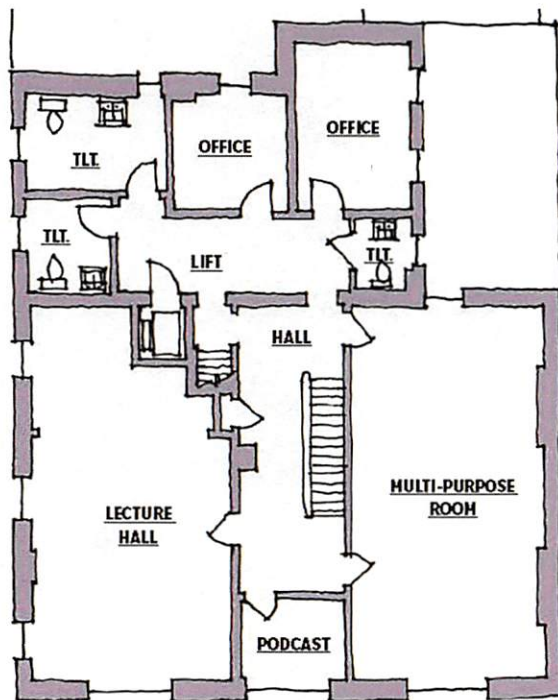 OFFICE
OFFICE
TLT.
TLT.
TLT.
LIFT
HALL
MULTI-PURPOSE
ROOM
LECTURE
HALL
PODCAST